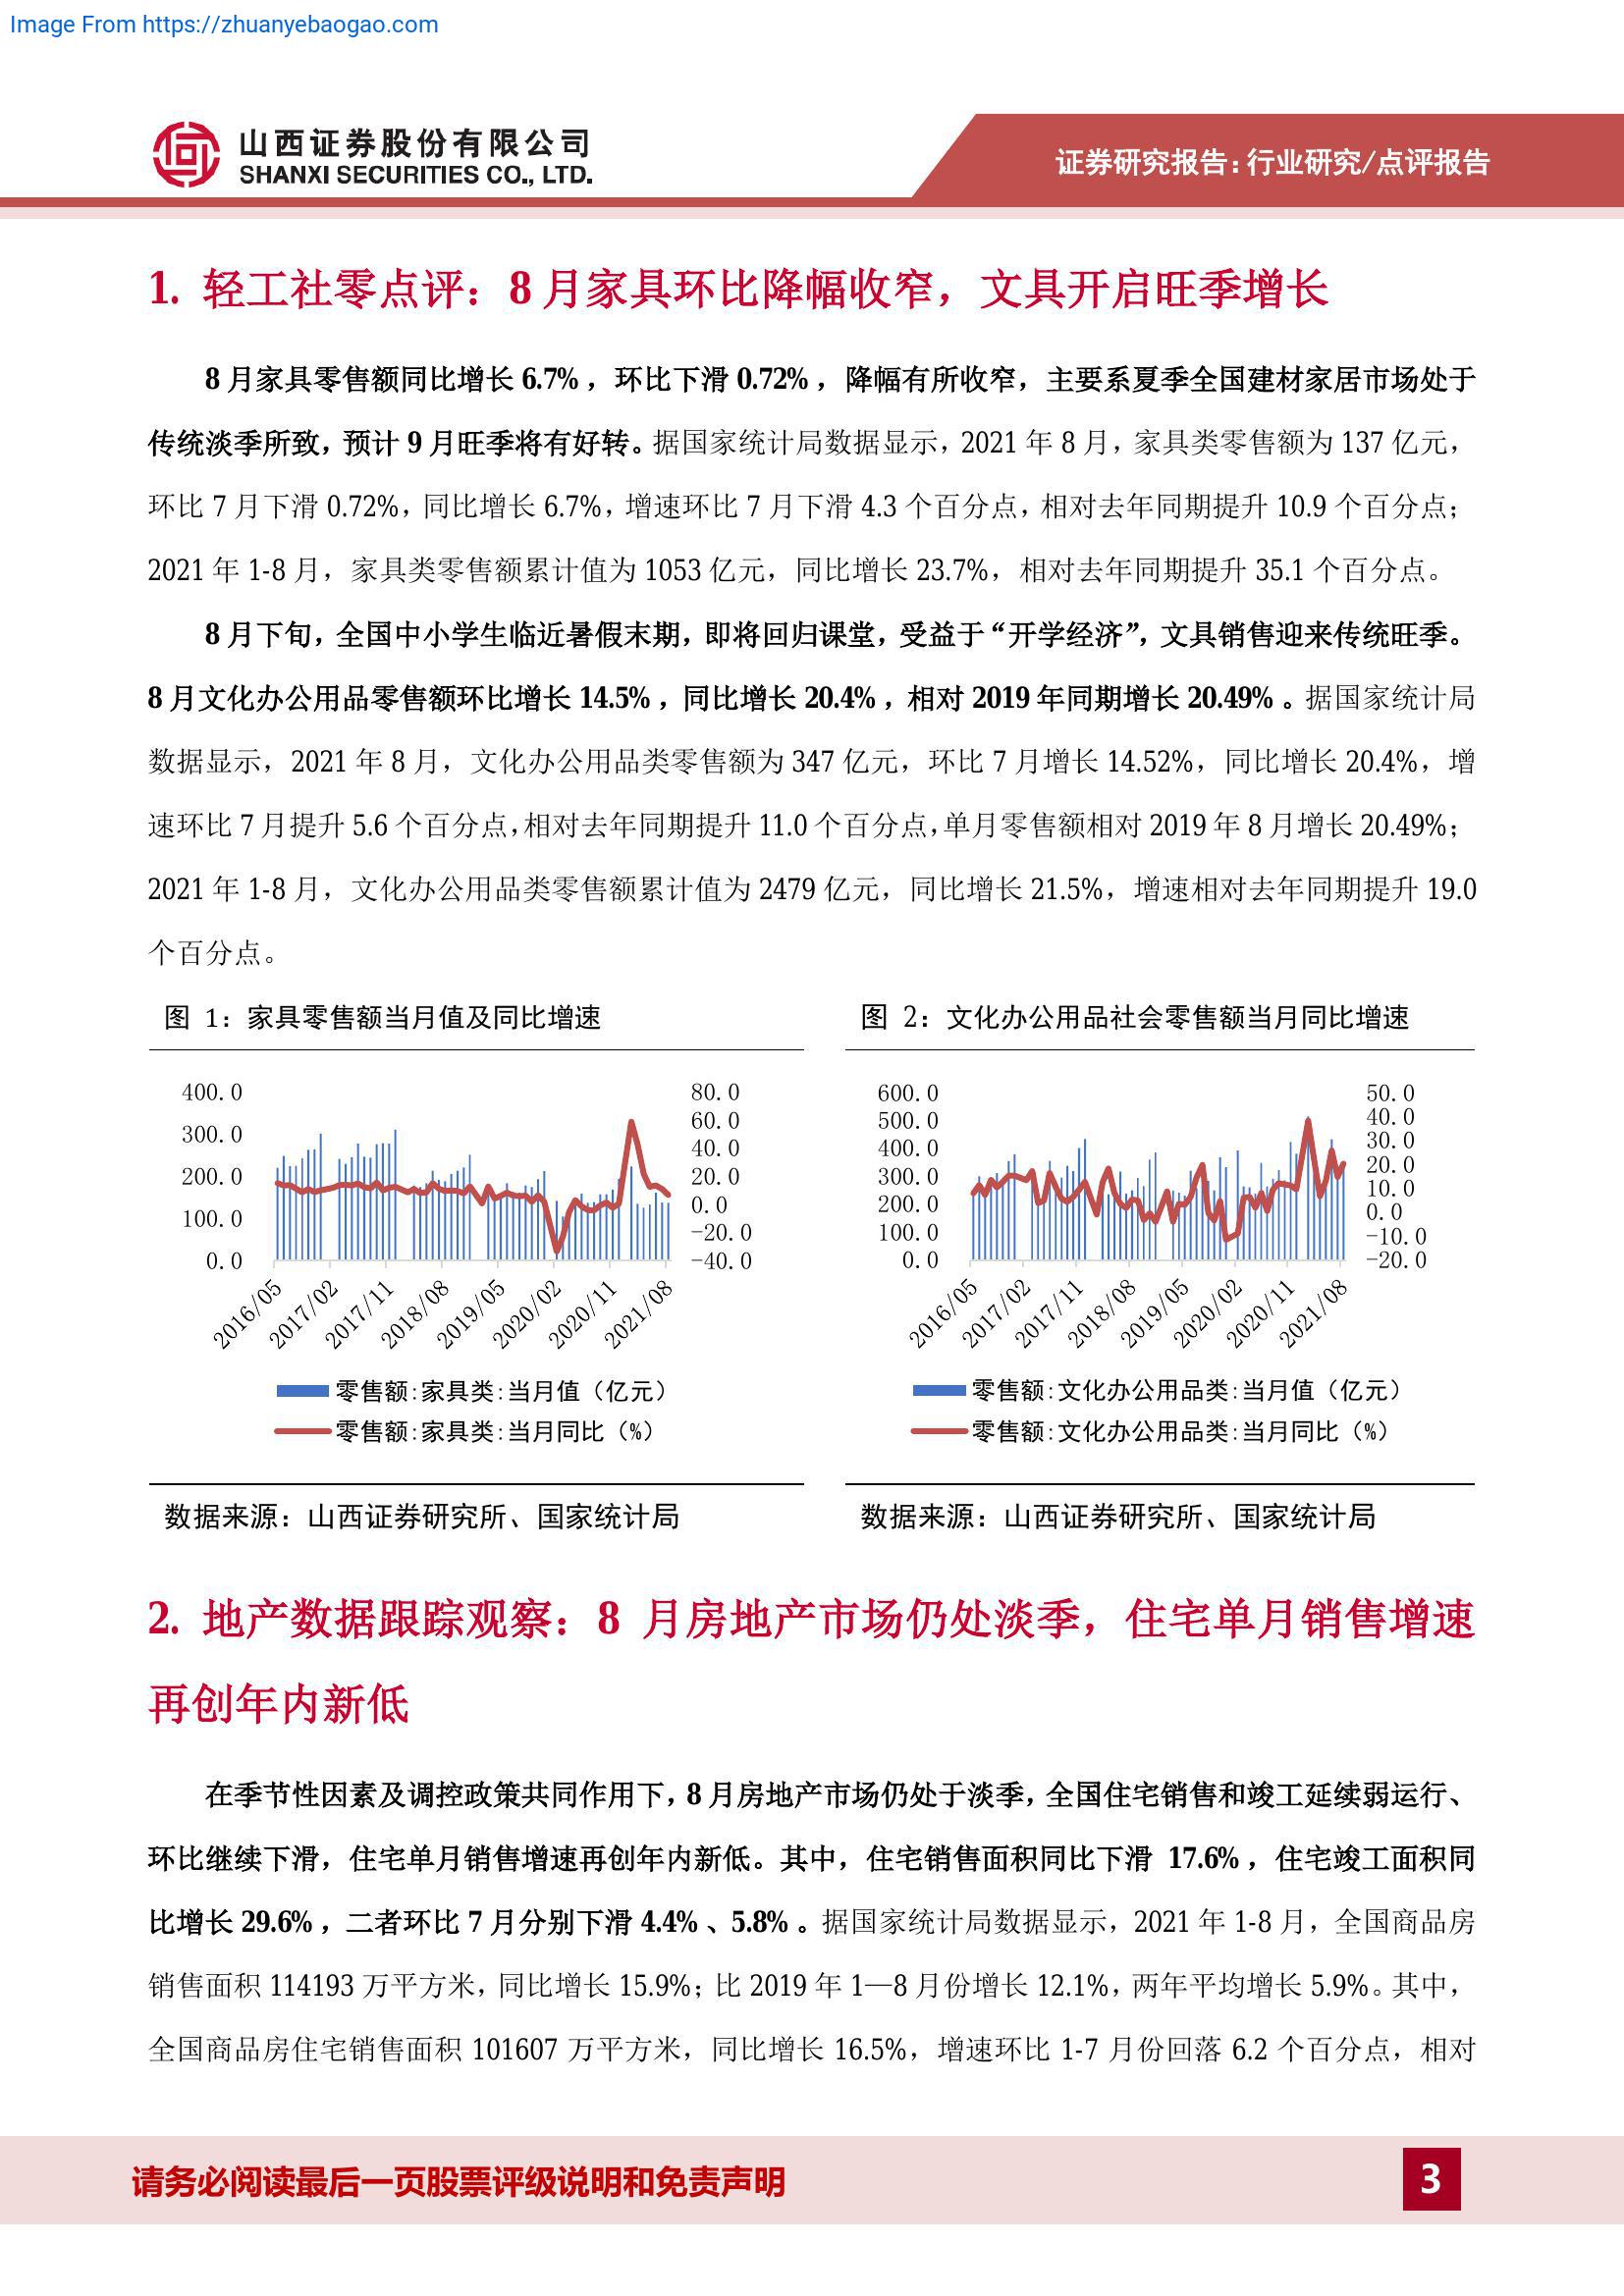 Image From https://zhuanyebaogao.com
山西证券股份有限公司
SHANXI SECURITIES CO., LTD.
证券研究报告:行业研究/点评报告
1. 轻工社零点评：8 月家具环比降幅收窄，文具开启旺季增长
8 月家具零售额同比增长 6.7%，环比下滑 0.72%，降幅有所收窄，主要系夏季全国建材家居市场处于
传统淡季所致，预计 9 月旺季将有好转。据国家统计局数据显示，2021 年 8 月，家具类零售额为 137 亿元，
环比 7 月下滑 0.72%，同比增长 6.7%，增速环比 7 月下滑 4.3 个百分点，相对去年同期提升 10.9 个百分点；
2021 年 1-8 月，家具类零售额累计值为 1053 亿元，同比增长 23.7%，相对去年同期提升 35.1 个百分点。
8 月下旬，全国中小学生临近暑假末期，即将回归课堂，受益于“开学经济”，文具销售迎来传统旺季。
8 月文化办公用品零售额环比增长 14.5%，同比增长 20.4%，相对 2019 年同期增长 20.49%。据国家统计局
数据显示，2021 年 8 月，文化办公用品类零售额为 347 亿元，环比 7 月增长 14.52%，同比增长 20.4%，增
速环比 7 月提升 5.6 个百分点，相对去年同期提升 11.0 个百分点，单月零售额相对 2019 年 8 月增长 20.49%；
2021 年 1-8 月，文化办公用品类零售额累计值为 2479 亿元，同比增长 21.5%，增速相对去年同期提升 19.0
个百分点。
图 1：家具零售额当月值及同比增速
400.0
300.0
200.0
100.0
0.0
80.0
60.0
40.0
20.0
0.0
-20.0
-40.0
2016/05
2017/02
2017/11
2018/08
2019/05
2020/02
2020/11
2021/08
零售额:家具类:当月值（亿元）
零售额:家具类:当月同比（%）
数据来源：山西证券研究所、国家统计局
图 2：文化办公用品社会零售额当月同比增速
600.0
500.0
400.0
300.0
200.0
100.0
0.0
50.0
40.0
30.0
20.0
10.0
0.0
-10.0
-20.0
2016/05
2017/02
2017/11
2018/08
2019/05
2020/02
2020/11
2021/08
零售额:文化办公用品类:当月值（亿元）
零售额:文化办公用品类:当月同比（%）
数据来源：山西证券研究所、国家统计局
2. 地产数据跟踪观察：8 月房地产市场仍处淡季，住宅单月销售增速
再创年内新低
在季节性因素及调控政策共同作用下，8 月房地产市场仍处于淡季，全国住宅销售和竣工延续弱运行、
环比继续下滑，住宅单月销售增速再创年内新低。其中，住宅销售面积同比下滑 17.6%，住宅竣工面积同
比增长 29.6%，二者环比 7 月分别下滑 4.4%、5.8%。据国家统计局数据显示，2021 年 1-8 月，全国商品房
销售面积 114193 万平方米，同比增长 15.9%；比 2019 年 1—8 月份增长 12.1%，两年平均增长 5.9%。其中，
全国商品房住宅销售面积 101607 万平方米，同比增长 16.5%，增速环比 1-7 月份回落 6.2 个百分点，相对
请务必阅读最后一页股票评级说明和免责声明
3